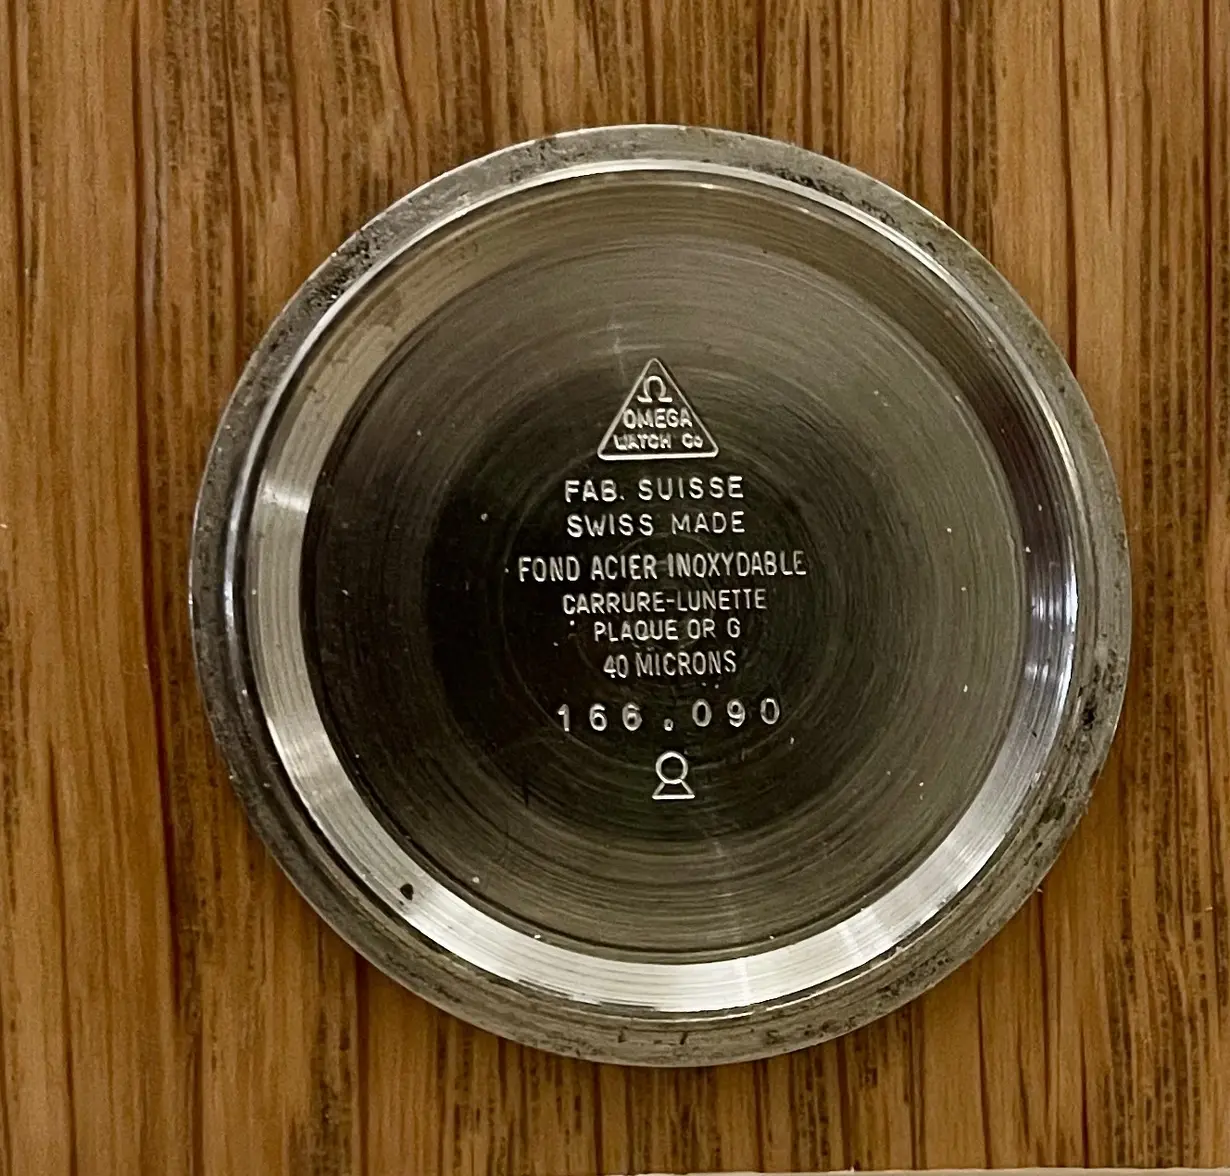 Ω
OMEGA
WATCH Co
FAB. SUISSE
SWISS MADE
FOND ACIER INOXYDABLE
CARRURE-LUNETTE
PLAQUE OR G
40 MICRONS
166.090